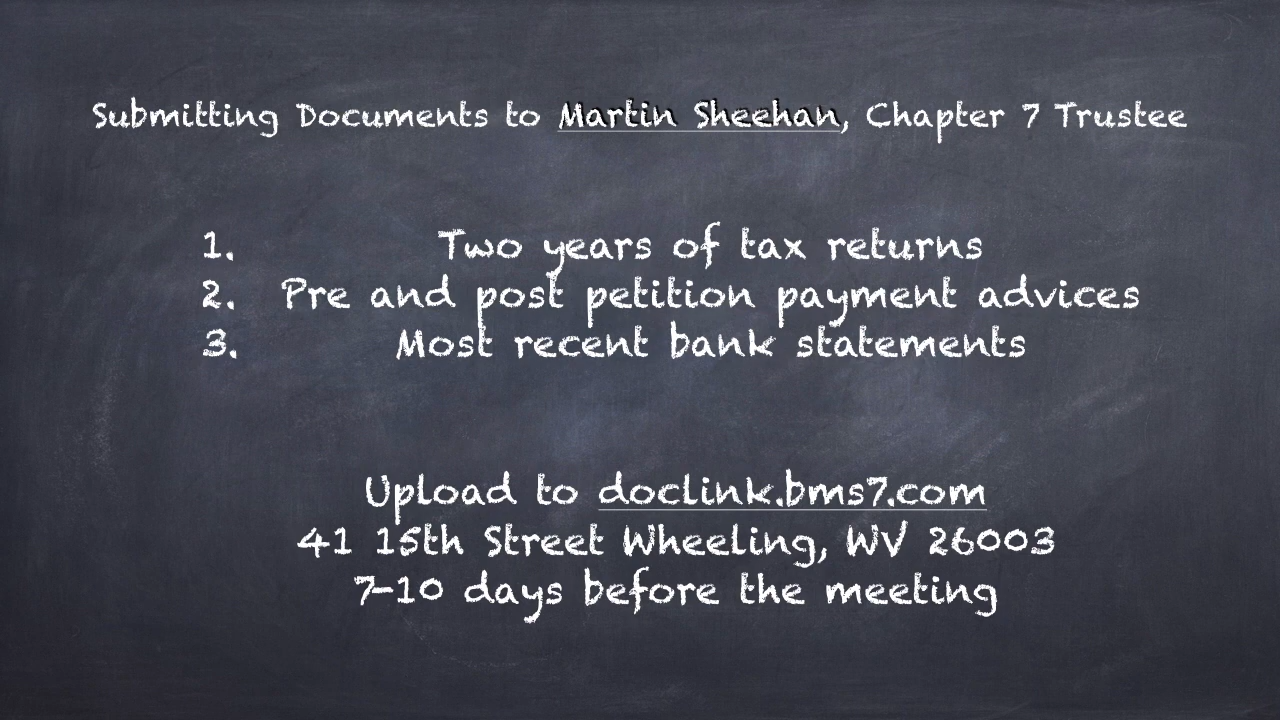 Submitting Documents to Martin Sheehan, Chapter 7 Trustee
1. Two years of tax returns
2. Pre and post petition payment advices
3. Most recent bank statements
Upload to doclink.bms7.com
41 15th Street Wheeling, WV 26003
7-10 days before the meeting